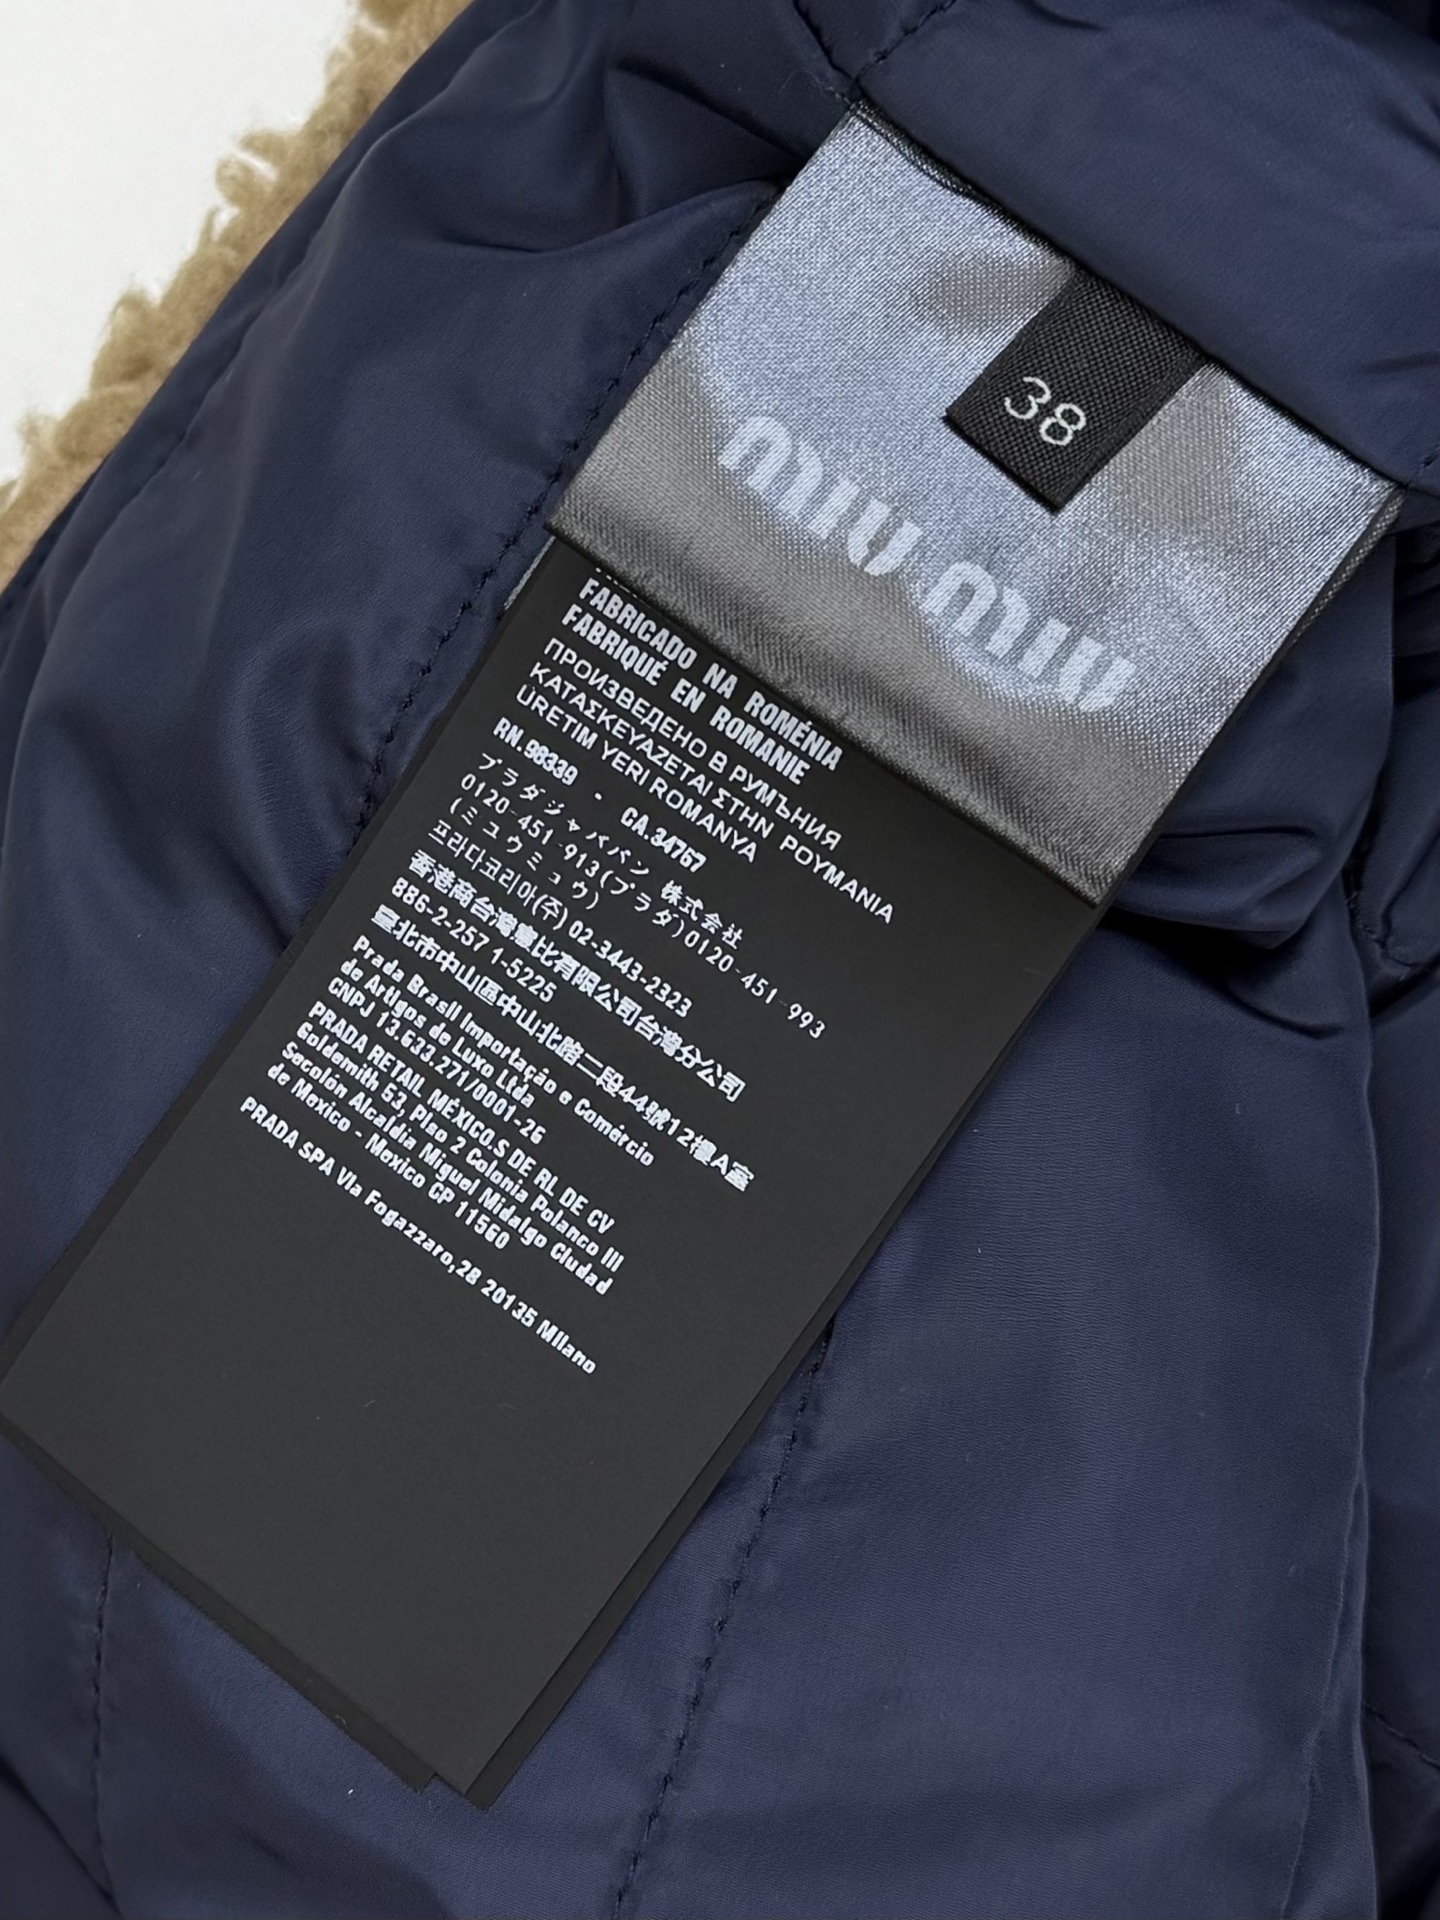 38
miu miu
FABRICADO NA ROMÉNIA
FABRIQUÉ EN ROMANIE
ПРОИЗВЕДЕНО В РУМЪНИЯ
ΚΑΤΑΣΚΕΥΑΖΕΤΑΙ ΣΤΗΝ ΡΟΥΜΑΝΙΑ
ÜRETIM YERI ROMANYA
RN.98339 - CA.34767
プラダジャパン 株式会社
0120-451-913(プラダ)0120-451-993
(ミュウミュウ)
프라다코리아(주)02-3443-2323
香港商台灣普比有限公司台灣分公司
886-2-2571-5225
臺北市中山區中山北路二段44號12樓A室
Prada Brasil Importação e Comércio
de Artigos de Luxo Ltda
CNPJ 13.633.271/0001-26
PRADA RETAIL MÉXICO.S DE RL DE CV
Goldsmith 53, Piso 2 Colonia Polanco III
Secolón Alcaldia Miguel Midalgo Ciudad
de Mexico - Mexico CP 11560
PRADA SPA Via Fogazzaro,28 20135 Milano